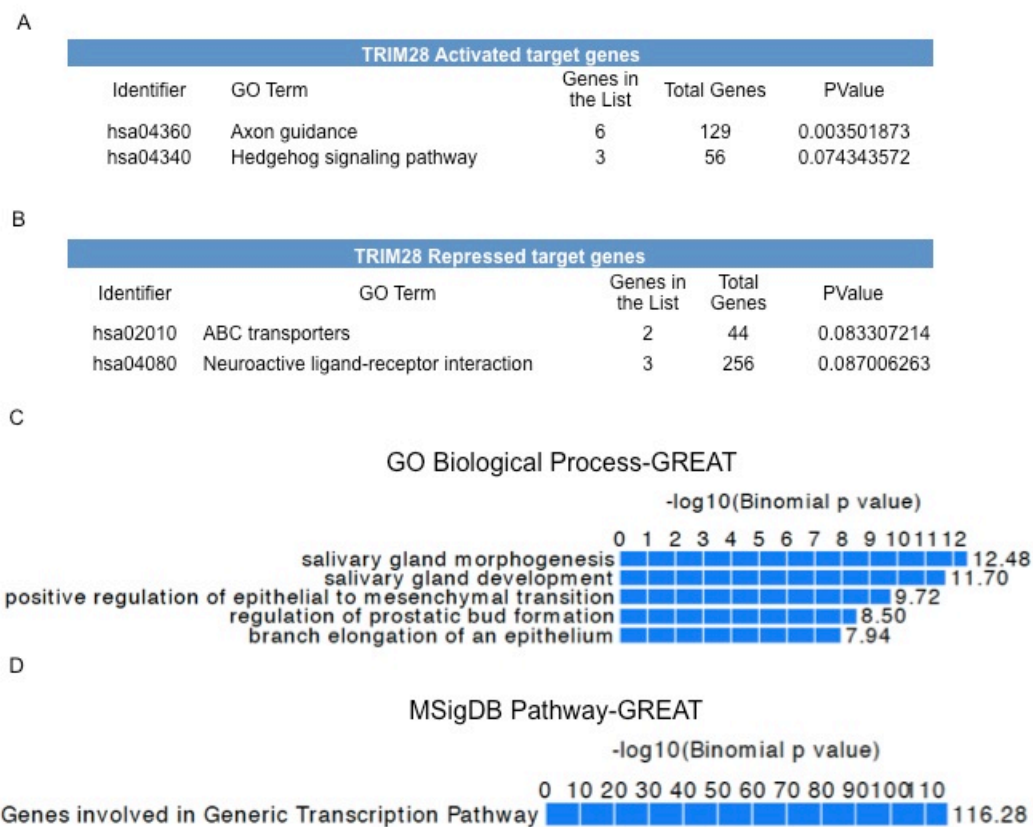 A
TRIM28 Activated target genes
Identifier GO Term Genes in the List Total Genes PValue
hsa04360 Axon guidance 6 129 0.003501873
hsa04340 Hedgehog signaling pathway 3 56 0.074343572
B
TRIM28 Repressed target genes
Identifier GO Term Genes in the List Total Genes PValue
hsa02010 ABC transporters 2 44 0.083307214
hsa04080 Neuroactive ligand-receptor interaction 3 256 0.087006263
C
GO Biological Process-GREAT
-log10(Binomial p value)
0 1 2 3 4 5 6 7 8 9 10 11 12
salivary gland morphogenesis 12.48
salivary gland development 11.70
positive regulation of epithelial to mesenchymal transition 9.72
regulation of prostatic bud formation 8.50
branch elongation of an epithelium 7.94
D
MSigDB Pathway-GREAT
-log10(Binomial p value)
0 10 20 30 40 50 60 70 80 90 100 110
Genes involved in Generic Transcription Pathway 116.28